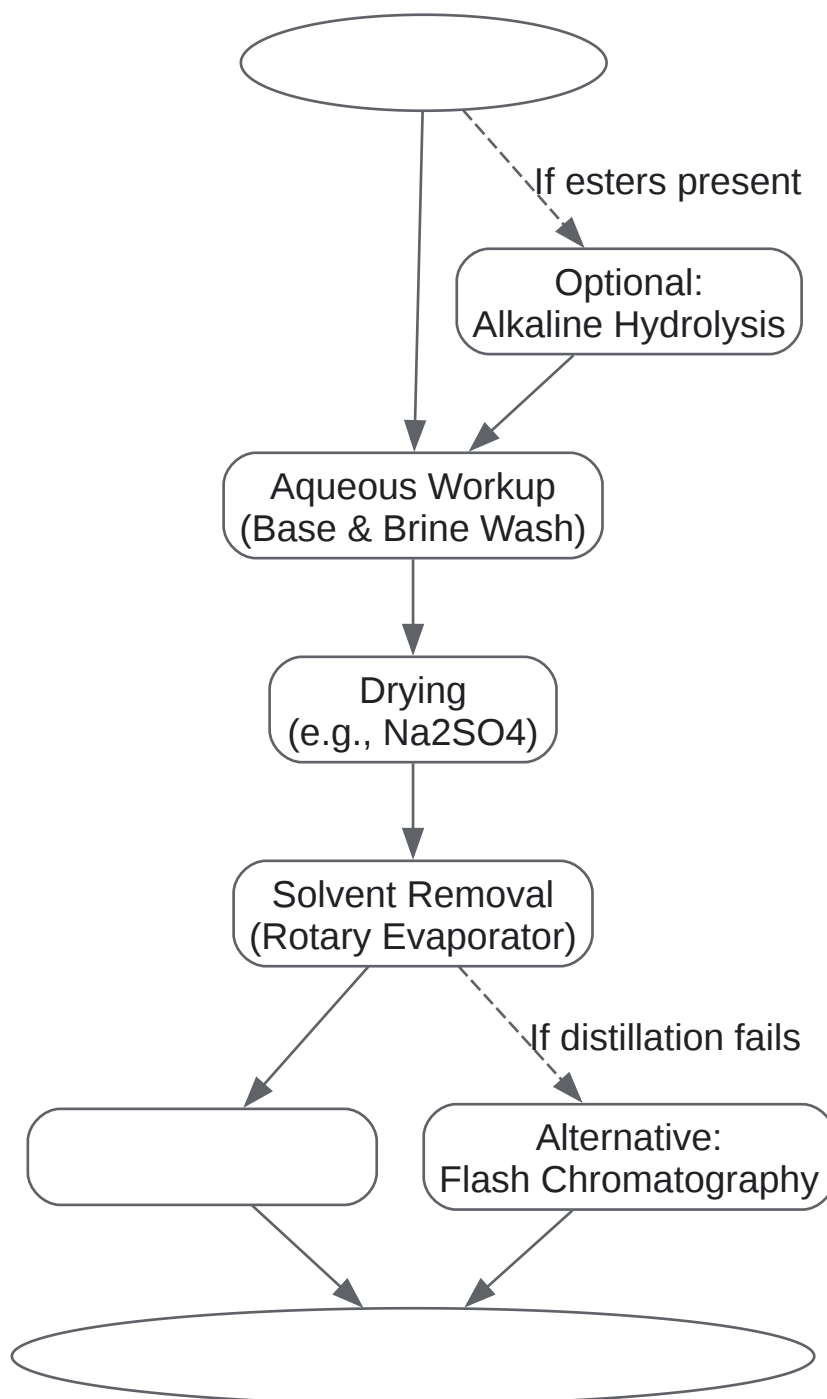 If esters present
Optional:
Alkaline Hydrolysis
Aqueous Workup
(Base & Brine Wash)
Drying
(e.g., Na2SO4)
Solvent Removal
(Rotary Evaporator)
If distillation fails
Alternative:
Flash Chromatography